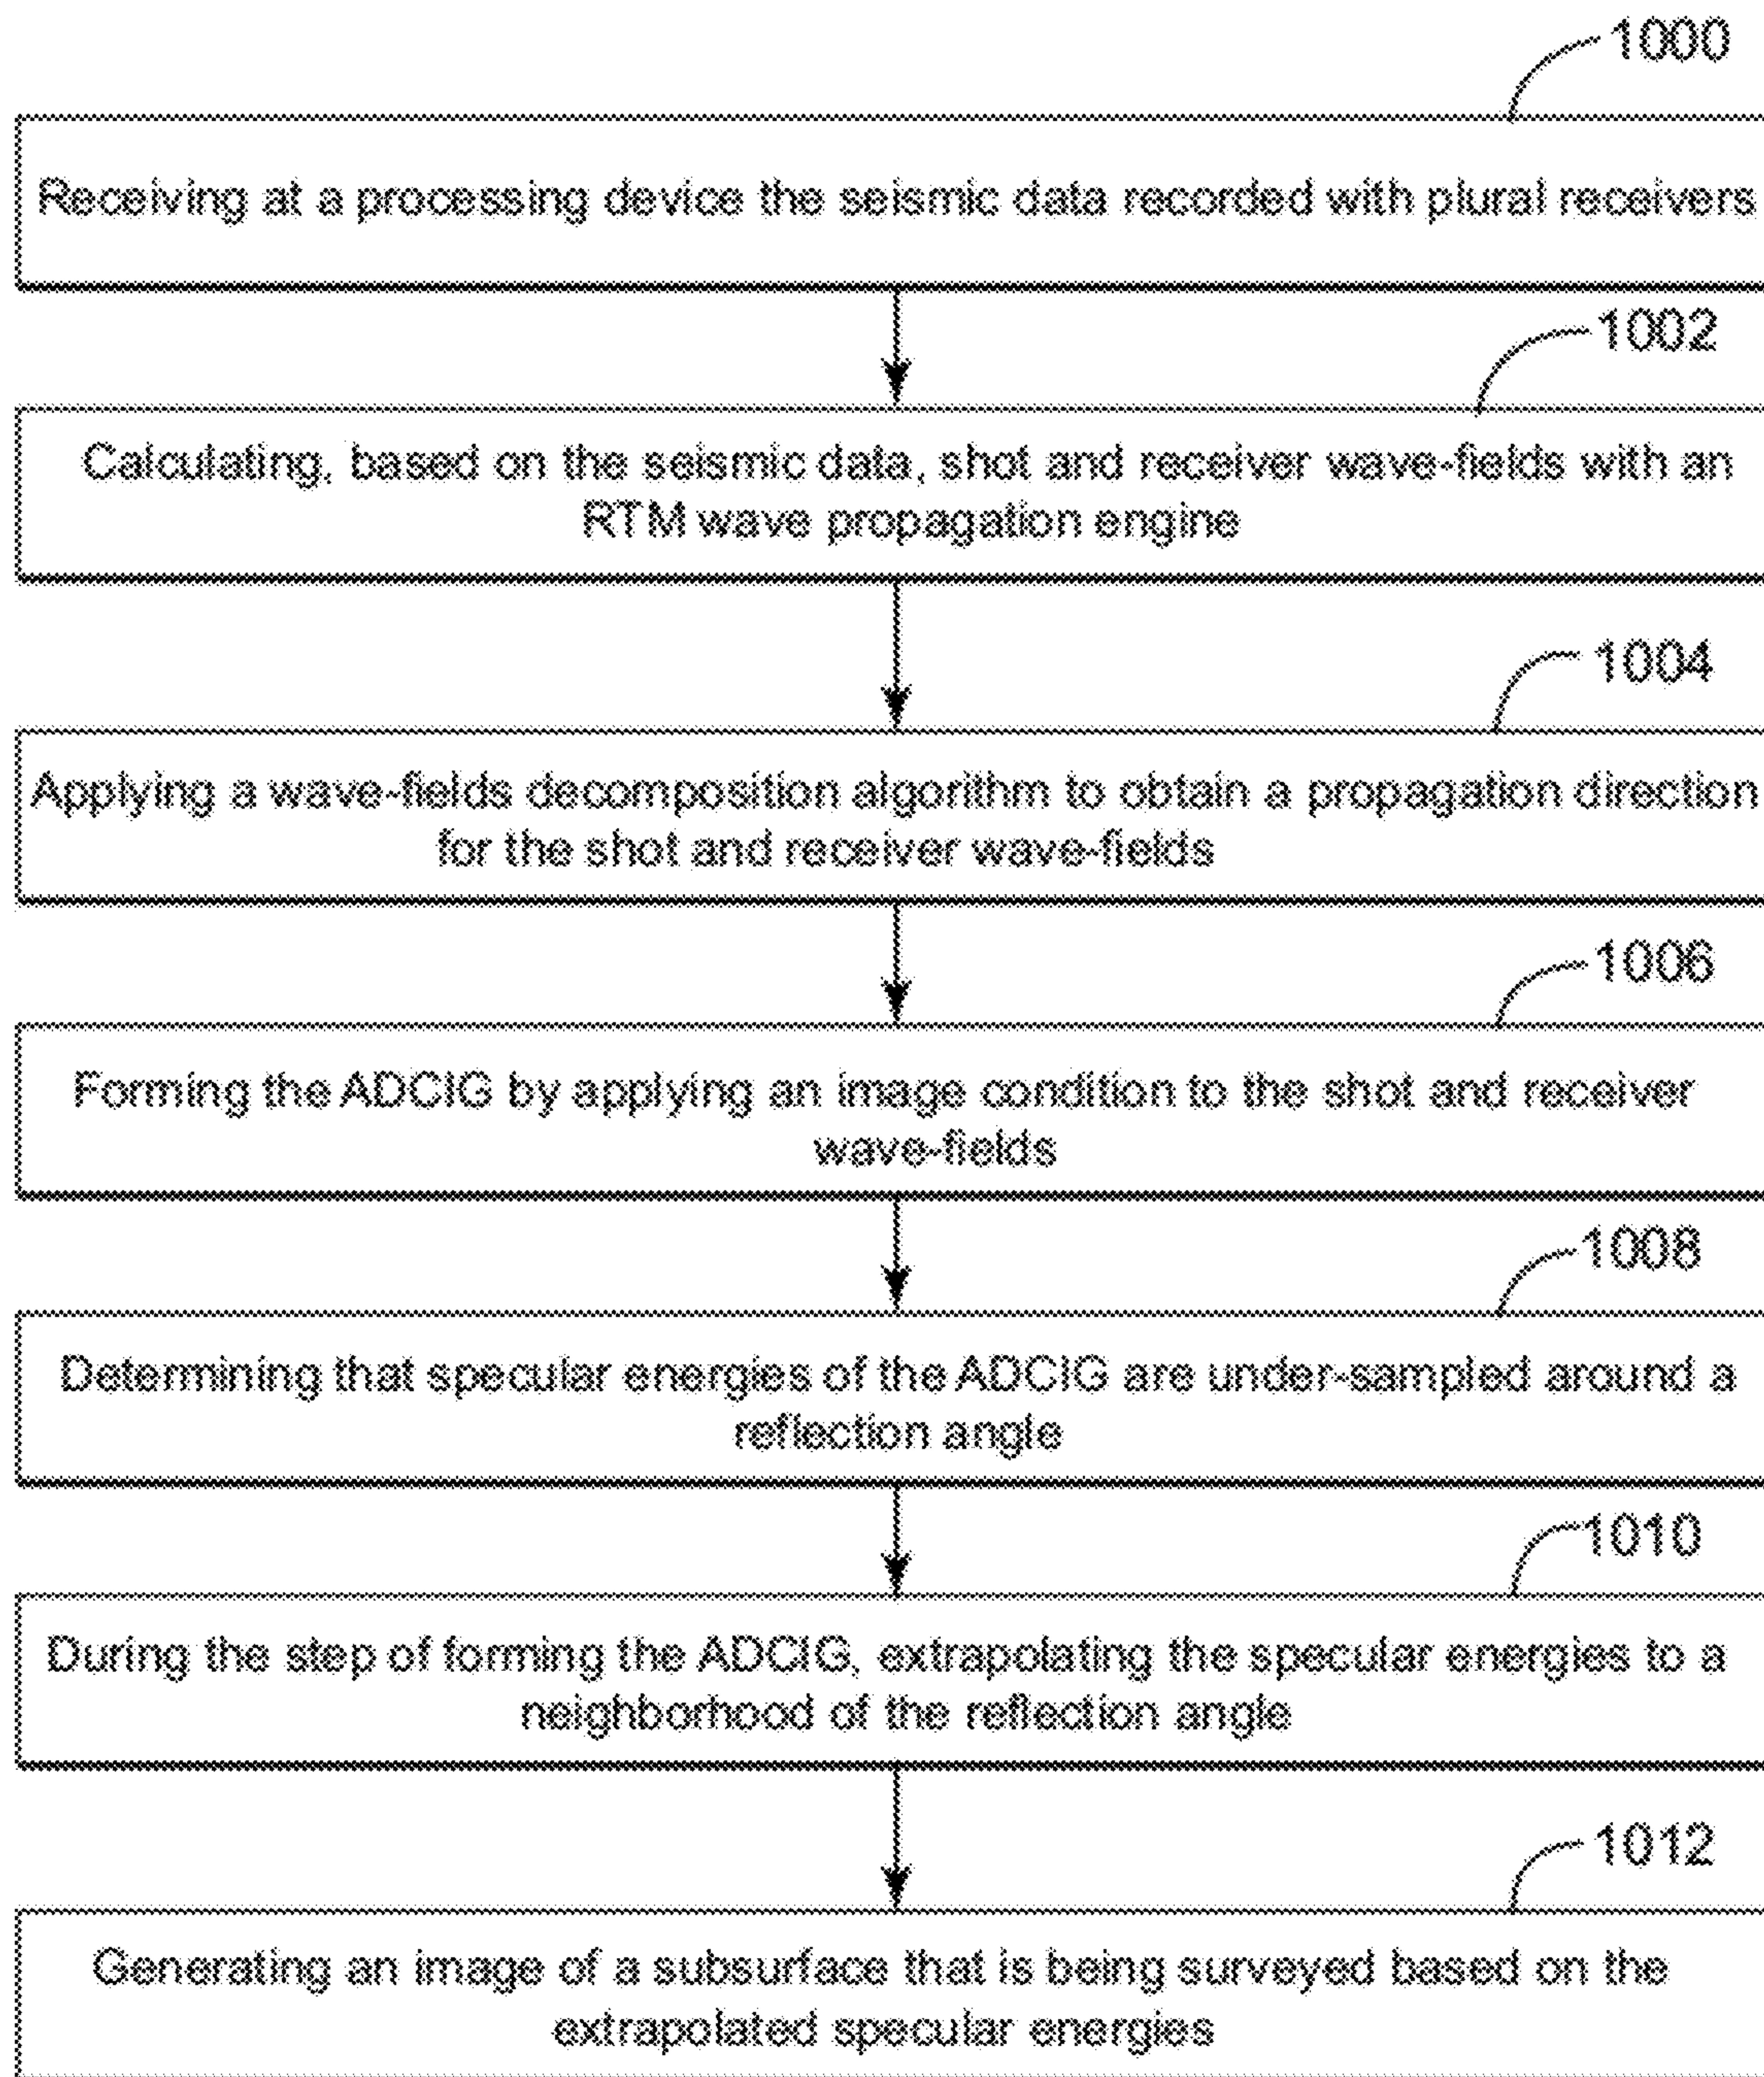 1000
Receiving at a processing device the seismic data recorded with plural receivers
1002
Calculating, based on the seismic data, shot and receiver wave-fields with an
RTM wave propagation engine
1004
Applying a wave-fields decomposition algorithm to obtain a propagation direction
for the shot and receiver wave-fields
1006
Forming the ADCIG by applying an image condition to the shot and receiver
wave-fields
1008
Determining that specular energies of the ADCIG are under-sampled around a
reflection angle
1010
During the step of forming the ADCIG, extrapolating the specular energies to a
neighborhood of the reflection angle
1012
Generating an image of a subsurface that is being surveyed based on the
extrapolated specular energies